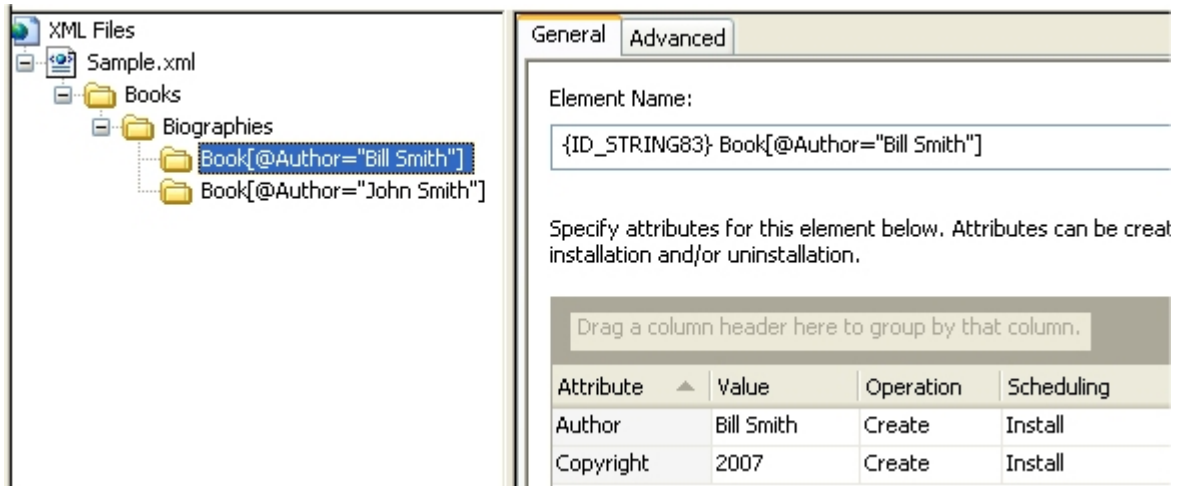 XML Files
Sample.xml
Books
Biographies
Book[@Author="Bill Smith"]
Book[@Author="John Smith"]
General Advanced
Element Name:
{ID_STRING83} Book[@Author="Bill Smith"]
Specify attributes for this element below. Attributes can be creat
installation and/or uninstallation.
Drag a column header here to group by that column.
Attribute Value Operation Scheduling
Author Bill Smith Create Install
Copyright 2007 Create Install